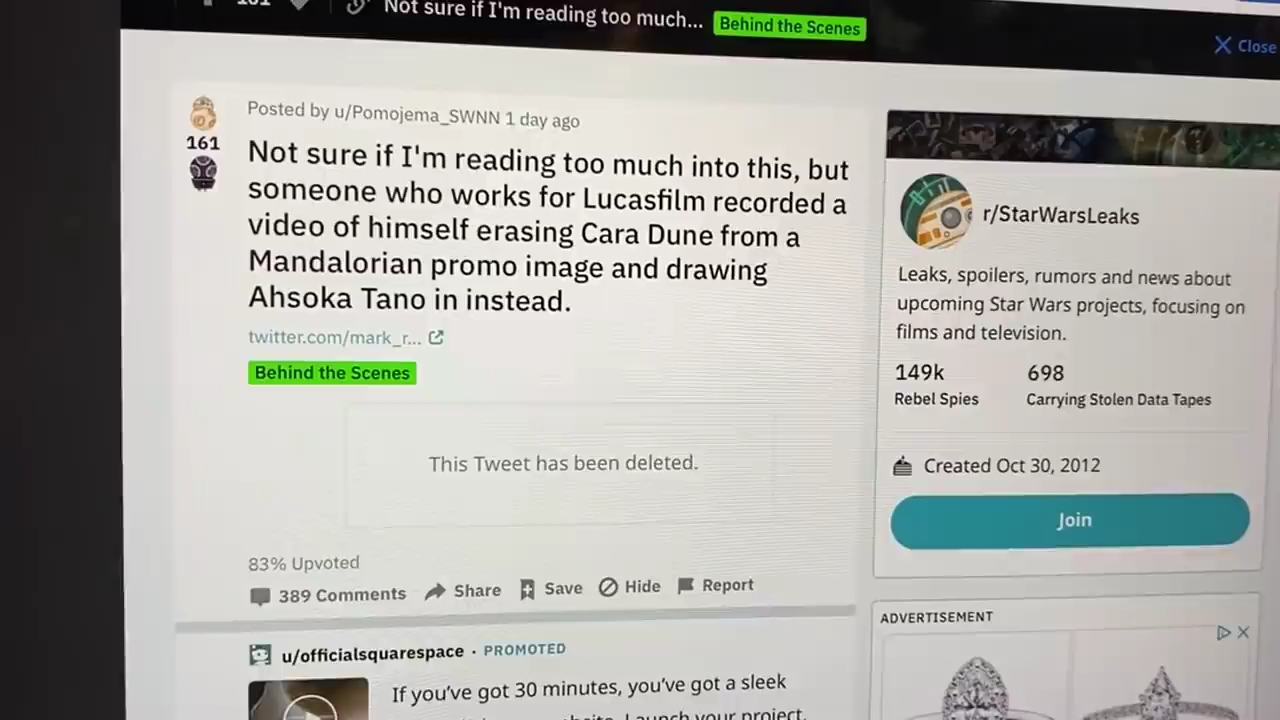 Not sure if I'm reading too much...
Behind the Scenes
Close
Posted by u/Pomojema_SWNN 1 day ago
161
Not sure if I'm reading too much into this, but
someone who works for Lucasfilm recorded a
video of himself erasing Cara Dune from a
Mandalorian promo image and drawing
Ahsoka Tano in instead.
twitter.com/mark_r...
Behind the Scenes
This Tweet has been deleted.
83% Upvoted
389 Comments
Share
Save
Hide
Report
u/officialsquarespace · PROMOTED
If you've got 30 minutes, you've got a sleek
Launch your project,
r/StarWarsLeaks
Leaks, spoilers, rumors and news about
upcoming Star Wars projects, focusing on
films and television.
149k
698
Rebel Spies
Carrying Stolen Data Tapes
Created Oct 30, 2012
Join
ADVERTISEMENT